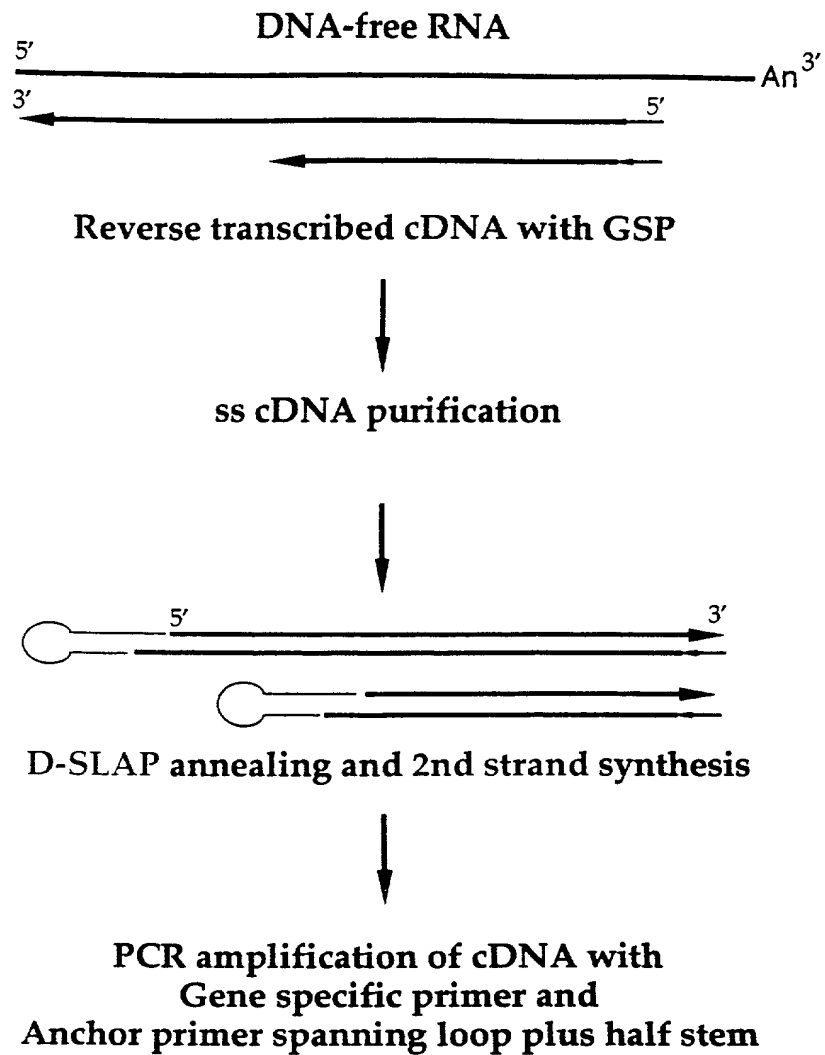 DNA-free RNA
5′
An 3′
3′ 5′
Reverse transcribed cDNA with GSP
ss cDNA purification
5′ 3′
D-SLAP annealing and 2nd strand synthesis
PCR amplification of cDNA with
Gene specific primer and
Anchor primer spanning loop plus half stem